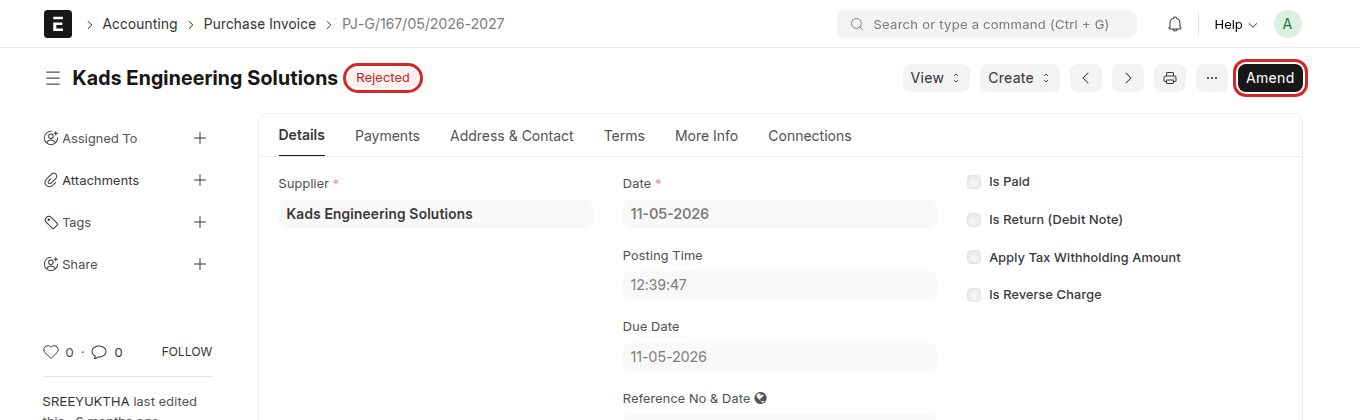 Accounting > Purchase Invoice > PJ-G/167/05/2026-2027
Search or type a command (Ctrl + G)
Help
A
Kads Engineering Solutions Rejected
View
Create
Amend
Assigned To
Attachments
Tags
Share
0 · 0 FOLLOW
SREEYUKTHA last edited
Details Payments Address & Contact Terms More Info Connections
Supplier *
Kads Engineering Solutions
Date *
11-05-2026
Posting Time
12:39:47
Due Date
11-05-2026
Reference No & Date
Is Paid
Is Return (Debit Note)
Apply Tax Withholding Amount
Is Reverse Charge